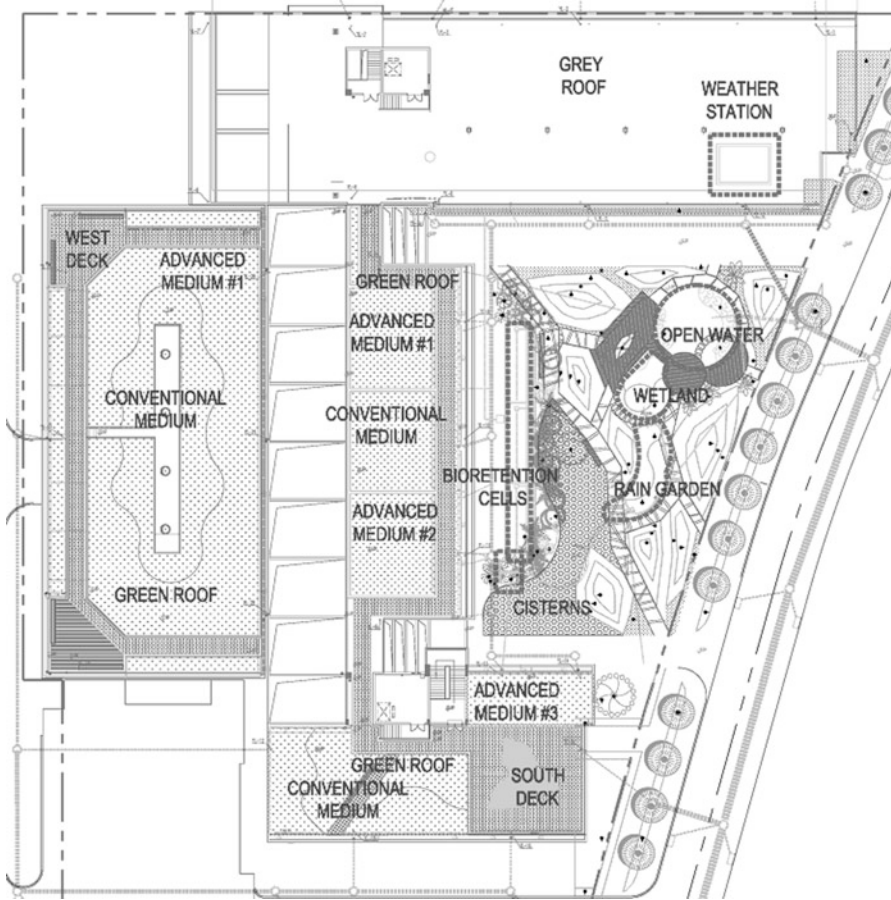 GREY
ROOF
WEATHER
STATION
WEST
DECK
ADVANCED
MEDIUM #1
GREEN ROOF
ADVANCED
MEDIUM #1
OPEN WATER
CONVENTIONAL
MEDIUM
CONVENTIONAL
MEDIUM
WETLAND
BIORETENTION
CELLS
RAIN GARDEN
ADVANCED
MEDIUM #2
GREEN ROOF
CISTERNS
ADVANCED
MEDIUM #3
GREEN ROOF
CONVENTIONAL
MEDIUM
SOUTH
DECK